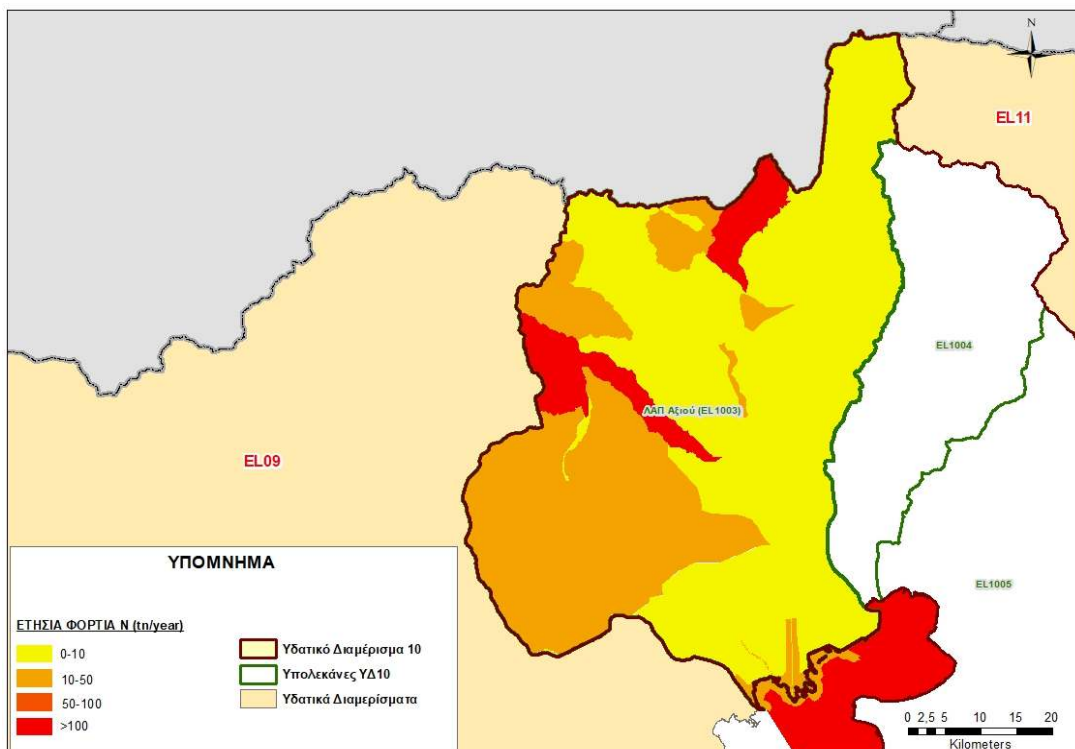 N
EL11
EL1004
ΛΑΠ Αξιού (EL1003)
EL09
EL1005
ΥΠΟΜΝΗΜΑ
ΕΤΗΣΙΑ ΦΟΡΤΙΑ Ν (tn/year)
0-10
10-50
50-100
>100
Υδατικό Διαμέρισμα 10
Υπολεκάνες ΥΔ10
Υδατικά Διαμερίσματα
0 2,5 5 10 15 20
Kilometers